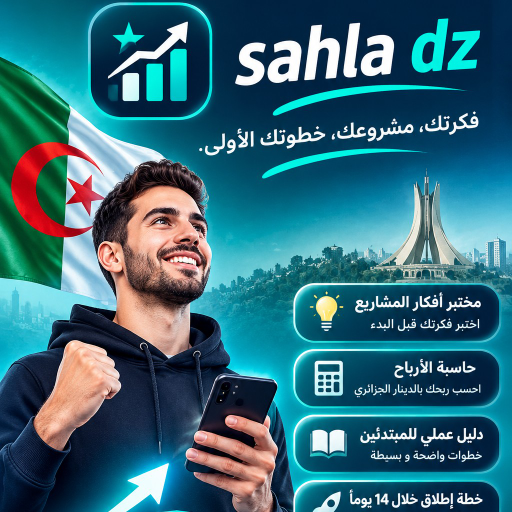 sahla dz
فكرتك، مشروعك، خطوتك الأولى.
مختبر أفكار المشاريع
اختبر فكرتك قبل البدء
حاسبة الأرباح
احسب ربحك بالدينار الجزائري
دليل عملي للمبتدئين
خطوات واضحة و بسيطة
خطة إطلاق خلال 14 يوماً